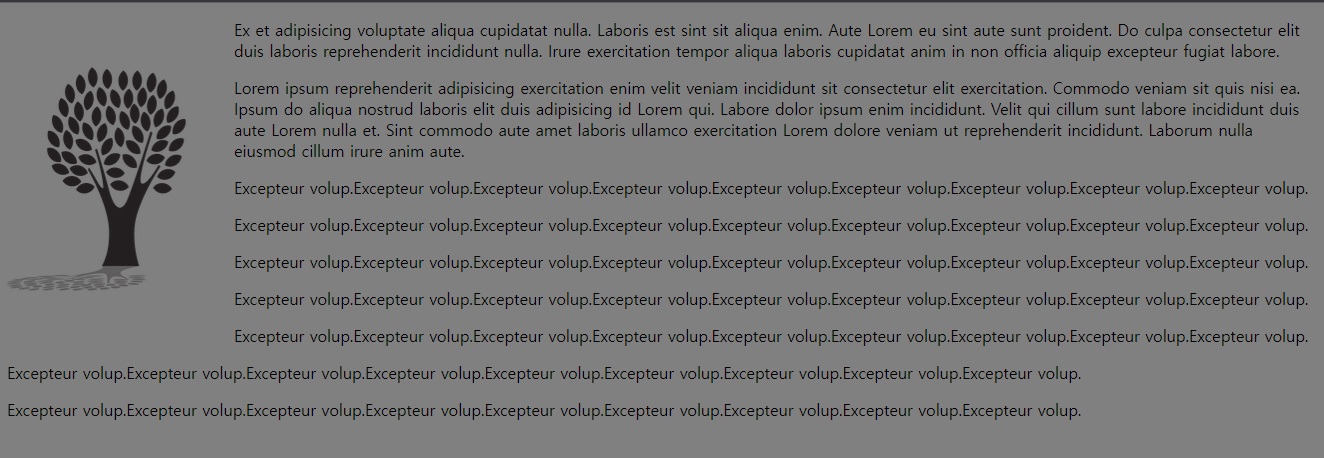 Ex et adipisicing voluptate aliqua cupidatat nulla. Laboris est sint sit aliqua enim. Aute Lorem eu sint aute sunt proident. Do culpa consectetur elit
duis laboris reprehenderit incididunt nulla. Irure exercitation tempor aliqua laboris cupidatat anim in non officia aliquip excepteur fugiat labore.
Lorem ipsum reprehenderit adipisicing exercitation enim velit veniam incididunt sit consectetur elit exercitation. Commodo veniam sit quis nisi ea.
Ipsum do aliqua nostrud laboris elit duis adipisicing id Lorem qui. Labore dolor ipsum enim incididunt. Velit qui cillum sunt labore incididunt duis
aute Lorem nulla et. Sint commodo aute amet laboris ullamco exercitation Lorem dolore veniam ut reprehenderit incididunt. Laborum nulla
eiusmod cillum irure anim aute.
Excepteur volup.Excepteur volup.Excepteur volup.Excepteur volup.Excepteur volup.Excepteur volup.Excepteur volup.Excepteur volup.Excepteur volup.
Excepteur volup.Excepteur volup.Excepteur volup.Excepteur volup.Excepteur volup.Excepteur volup.Excepteur volup.Excepteur volup.Excepteur volup.
Excepteur volup.Excepteur volup.Excepteur volup.Excepteur volup.Excepteur volup.Excepteur volup.Excepteur volup.Excepteur volup.Excepteur volup.
Excepteur volup.Excepteur volup.Excepteur volup.Excepteur volup.Excepteur volup.Excepteur volup.Excepteur volup.Excepteur volup.Excepteur volup.
Excepteur volup.Excepteur volup.Excepteur volup.Excepteur volup.Excepteur volup.Excepteur volup.Excepteur volup.Excepteur volup.Excepteur volup.
Excepteur volup.Excepteur volup.Excepteur volup.Excepteur volup.Excepteur volup.Excepteur volup.Excepteur volup.Excepteur volup.Excepteur volup.
Excepteur volup.Excepteur volup.Excepteur volup.Excepteur volup.Excepteur volup.Excepteur volup.Excepteur volup.Excepteur volup.Excepteur volup.